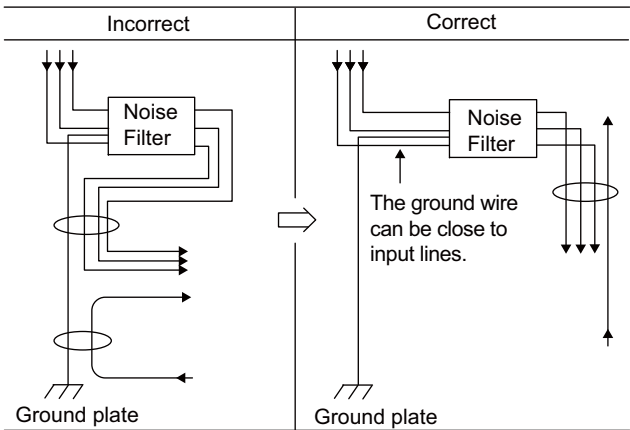 Incorrect
Correct
Noise
Filter
Ground plate
Noise
Filter
The ground wire
can be close to
input lines.
Ground plate